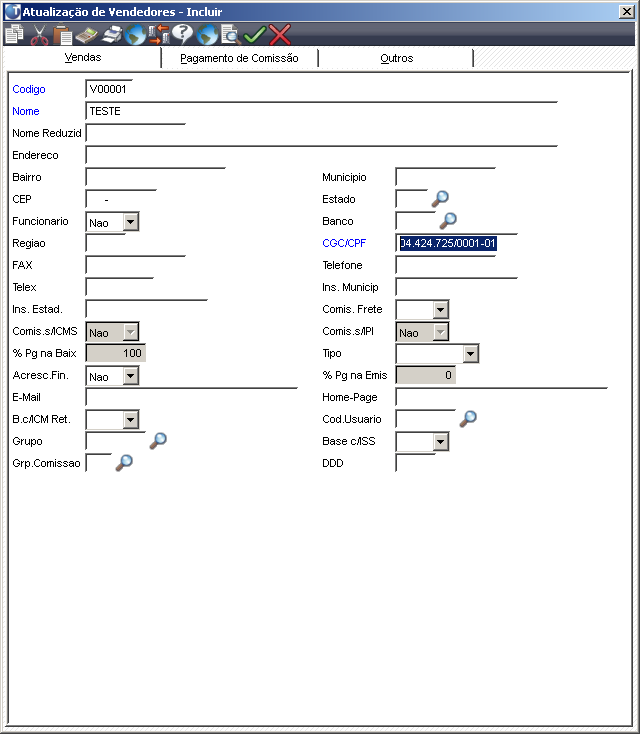 Atualização de Vendedores - Incluir
Vendas Pagamento de Comissão Outros
Codigo V00001
Nome TESTE
Nome Reduzid
Endereco
Bairro Municipio
CEP - Estado
Funcionario Nao Banco
Regiao CGC/CPF 04.424.725/0001-01
FAX Telefone
Telex Ins. Municip
Ins. Estad. Comis. Frete
Comis.s/ICMS Nao Comis.s/IPI Nao
% Pg na Baix 100 Tipo
Acresc.Fin. Nao % Pg na Emis 0
E-Mail Home-Page
B.c/ICM Ret. Cod.Usuario
Grupo Base c/ISS
Grp.Comissao DDD